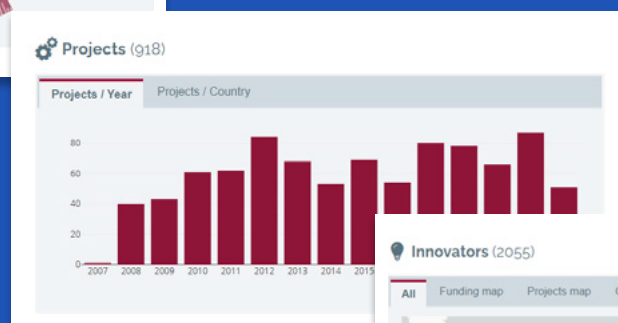 Projects (918)
Projects / Year Projects / Country
80
60
40
20
0
2007 2008 2009 2010 2011 2012 2013 2014 2015
Innovators (2055)
All Funding map Projects map